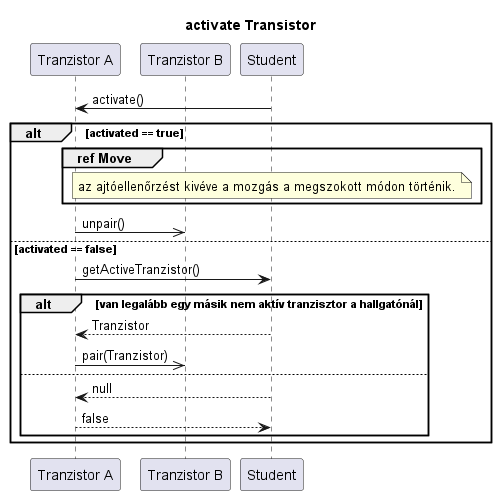 activate Transistor
Tranzistor A Tranzistor B Student
activate()
alt [activated == true]
ref Move
az ajtóellenőrzést kivéve a mozgás a megszokott módon történik.
unpair()
[activated == false]
getActiveTranzistor()
alt [van legalább egy másik nem aktív tranzisztor a hallgatónál]
Tranzistor
pair(Tranzistor)
null
false
Tranzistor A Tranzistor B Student